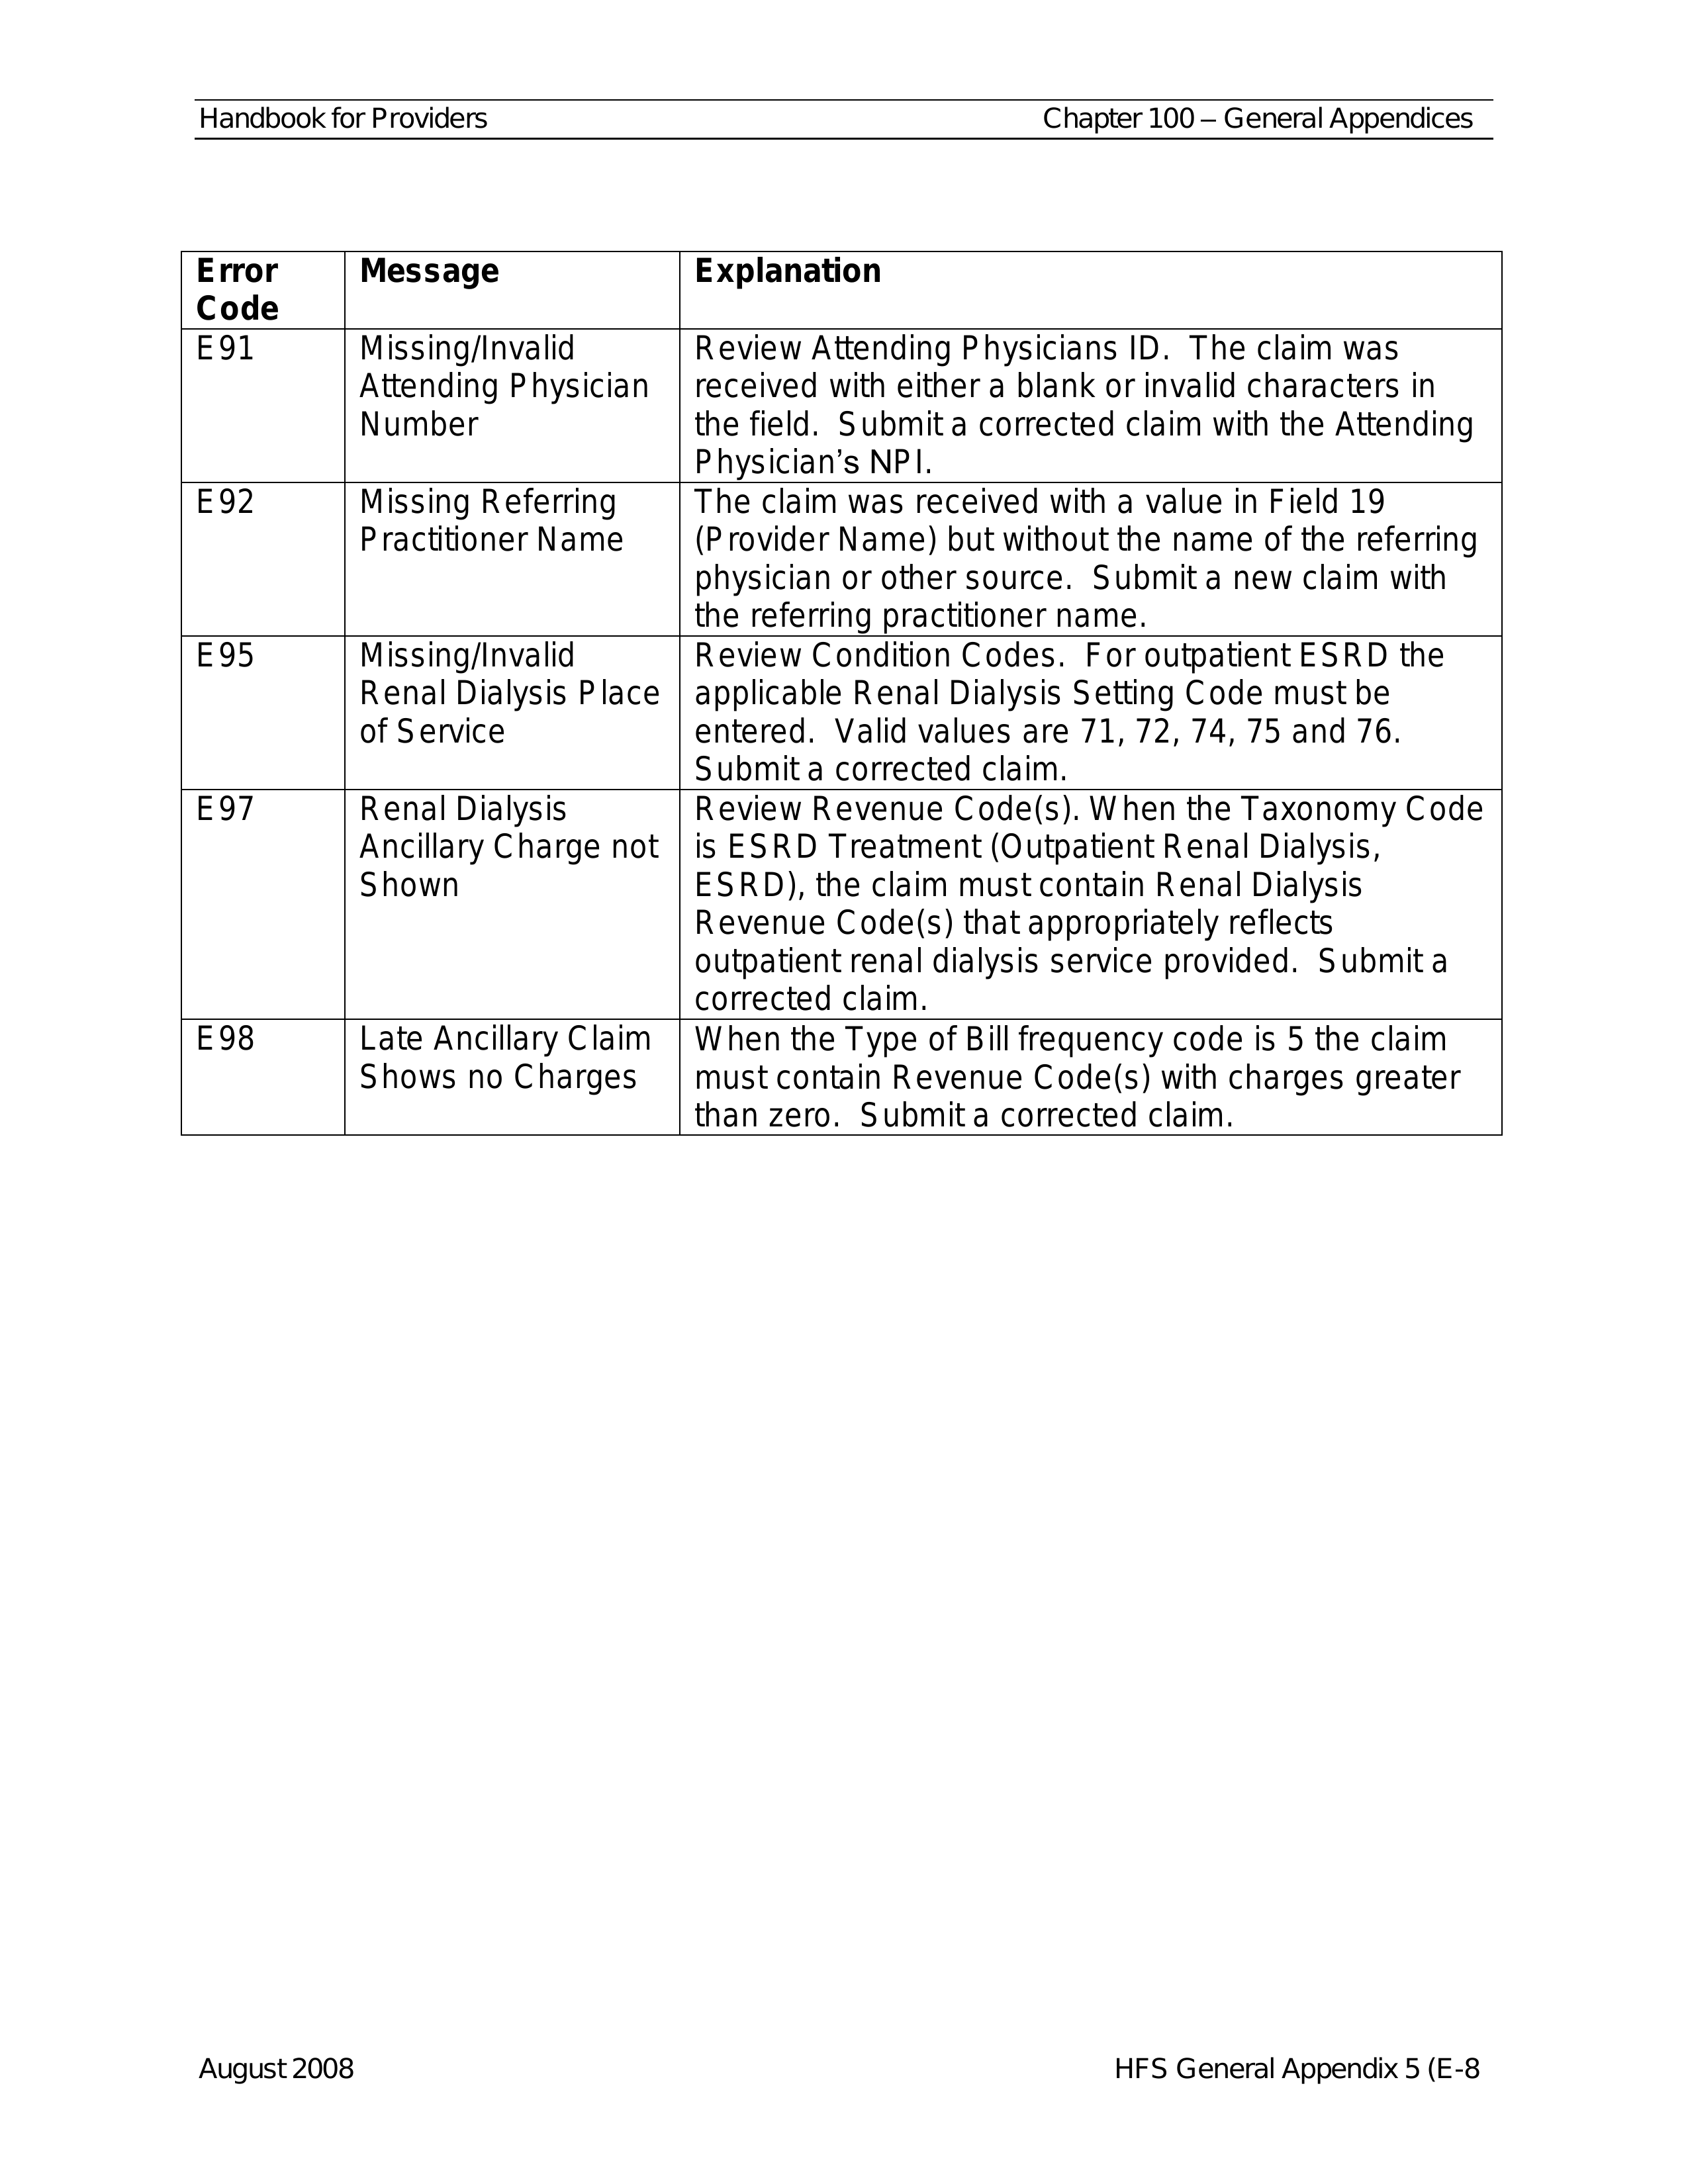 Handbook for Providers Chapter 100 – General Appendices
Error Code Message Explanation
E91 Missing/Invalid Review Attending Physicians ID.  The claim was
Attending Physician received with either a blank or invalid characters in
Number the field.  Submit a corrected claim with the Attending
Physician’s NPI.
E92 Missing Referring The claim was received with a value in Field 19
Practitioner Name (Provider Name) but without the name of the referring
physician or other source.  Submit a new claim with
the referring practitioner name.
E95 Missing/Invalid Review Condition Codes.  For outpatient ESRD the
Renal Dialysis Place applicable Renal Dialysis Setting Code must be
of Service entered.  Valid values are 71, 72, 74, 75 and 76.
Submit a corrected claim.
E97 Renal Dialysis Review Revenue Code(s). When the Taxonomy Code
Ancillary Charge not is ESRD Treatment (Outpatient Renal Dialysis,
Shown ESRD), the claim must contain Renal Dialysis
Revenue Code(s) that appropriately reflects
outpatient renal dialysis service provided.  Submit a
corrected claim.
E98 Late Ancillary Claim When the Type of Bill frequency code is 5 the claim
Shows no Charges must contain Revenue Code(s) with charges greater
than zero.  Submit a corrected claim.
August 2008 HFS General Appendix 5 (E-8